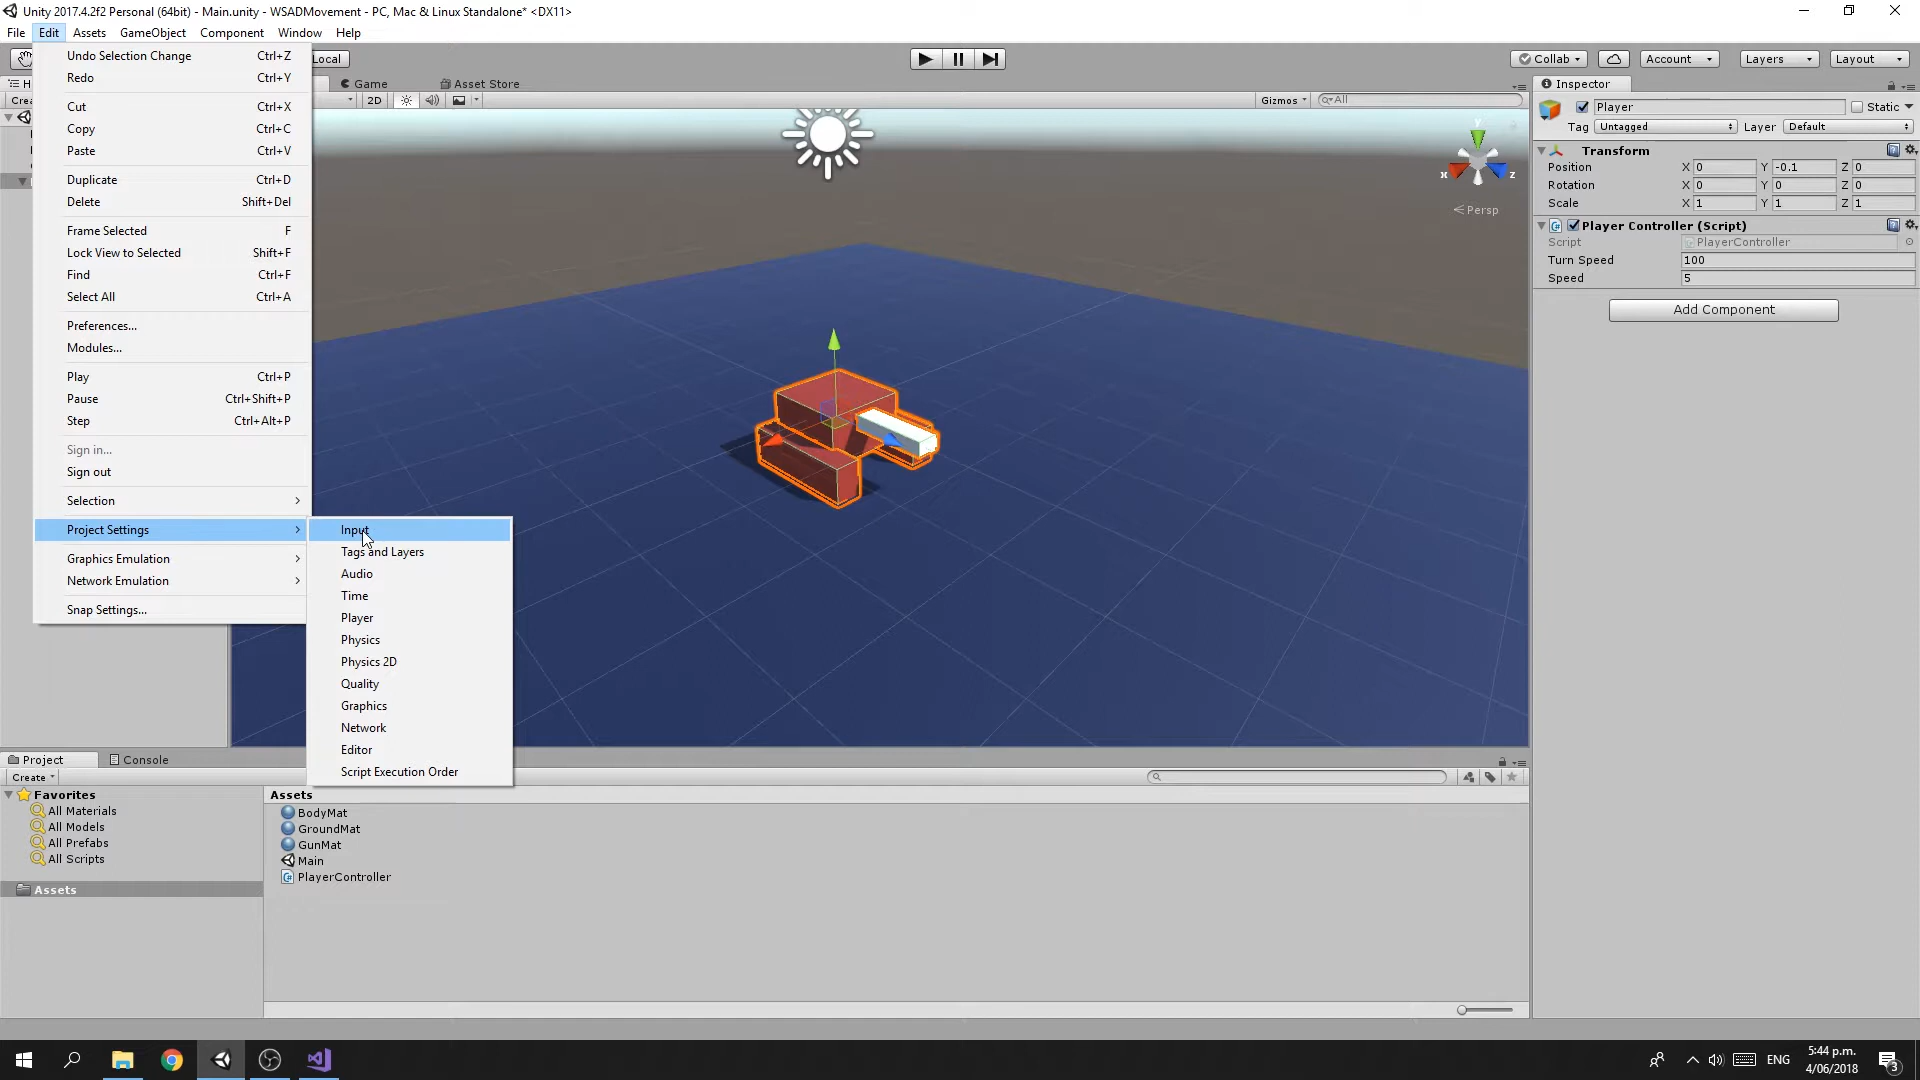 Unity 2017.4.2f2 Personal (64bit) - Main.unity - WSADMovement - PC, Mac & Linux Standalone* <DX11>
File Edit Assets GameObject Component Window Help
Local
Collab Account Layers Layout
Game Asset Store
2D Gizmos All
Undo Selection Change Ctrl+Z
Redo Ctrl+Y
Cut Ctrl+X
Copy Ctrl+C
Paste Ctrl+V
Duplicate Ctrl+D
Delete Shift+Del
Frame Selected F
Lock View to Selected Shift+F
Find Ctrl+F
Select All Ctrl+A
Preferences...
Modules...
Play Ctrl+P
Pause Ctrl+Shift+P
Step Ctrl+Alt+P
Sign in...
Sign out
Selection
Project Settings
Graphics Emulation
Network Emulation
Snap Settings...
Input
Tags and Layers
Audio
Time
Player
Physics
Physics 2D
Quality
Graphics
Network
Editor
Script Execution Order
y
x z
Persp
Inspector
Player Static
Tag Untagged Layer Default
Transform
Position X 0 Y -0.1 Z 0
Rotation X 0 Y 0 Z 0
Scale X 1 Y 1 Z 1
Player Controller (Script)
Script PlayerController
Turn Speed 100
Speed 5
Add Component
Project Console
Create
Favorites
All Materials
All Models
All Prefabs
All Scripts
Assets
Assets
BodyMat
GroundMat
GunMat
Main
PlayerController
ENG
5:44 p.m.
4/06/2018
3